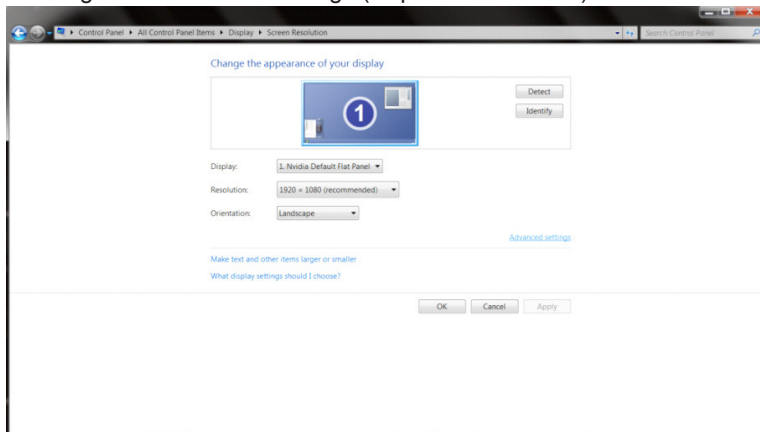 Control Panel ▸ All Control Panel Items ▸ Display ▸ Screen Resolution
Search Control Panel
Change the appearance of your display
1
Detect
Identify
Display: 1. Nvidia Default Flat Panel
Resolution: 1920 × 1080 (recommended)
Orientation: Landscape
Advanced settings
Make text and other items larger or smaller
What display settings should I choose?
OK Cancel Apply